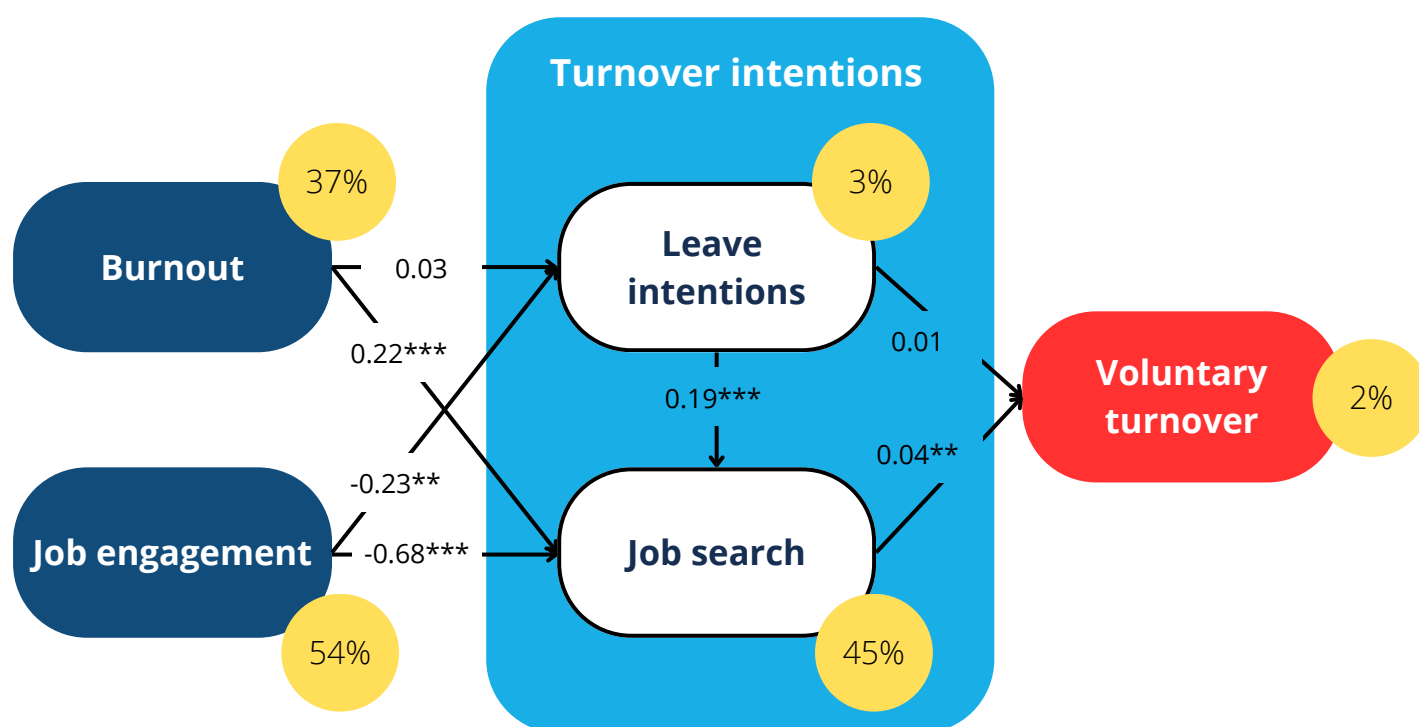 Turnover intentions
37%
3%
Burnout
0.03
Leave
intentions
0.22***
0.01
0.19***
Voluntary
turnover
2%
-0.23**
0.04**
Job engagement
-0.68***
Job search
54%
45%